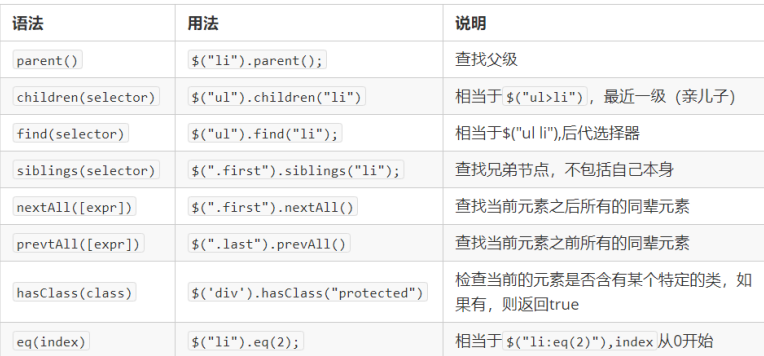 语法 用法 说明
parent() $("li").parent(); 查找父级
children(selector) $("ul").children("li") 相当于$("ul>li")，最近一级（亲儿子）
find(selector) $("ul").find("li"); 相当于$("ul li"),后代选择器
siblings(selector) $(".first").siblings("li"); 查找兄弟节点，不包括自己本身
nextAll([expr]) $(".first").nextAll() 查找当前元素之后所有的同辈元素
prevtAll([expr]) $(".last").prevAll() 查找当前元素之前所有的同辈元素
hasClass(class) $('div').hasClass("protected") 检查当前的元素是否含有某个特定的类，如
果有，则返回true
eq(index) $("li").eq(2); 相当于$("li:eq(2)"),index从0开始